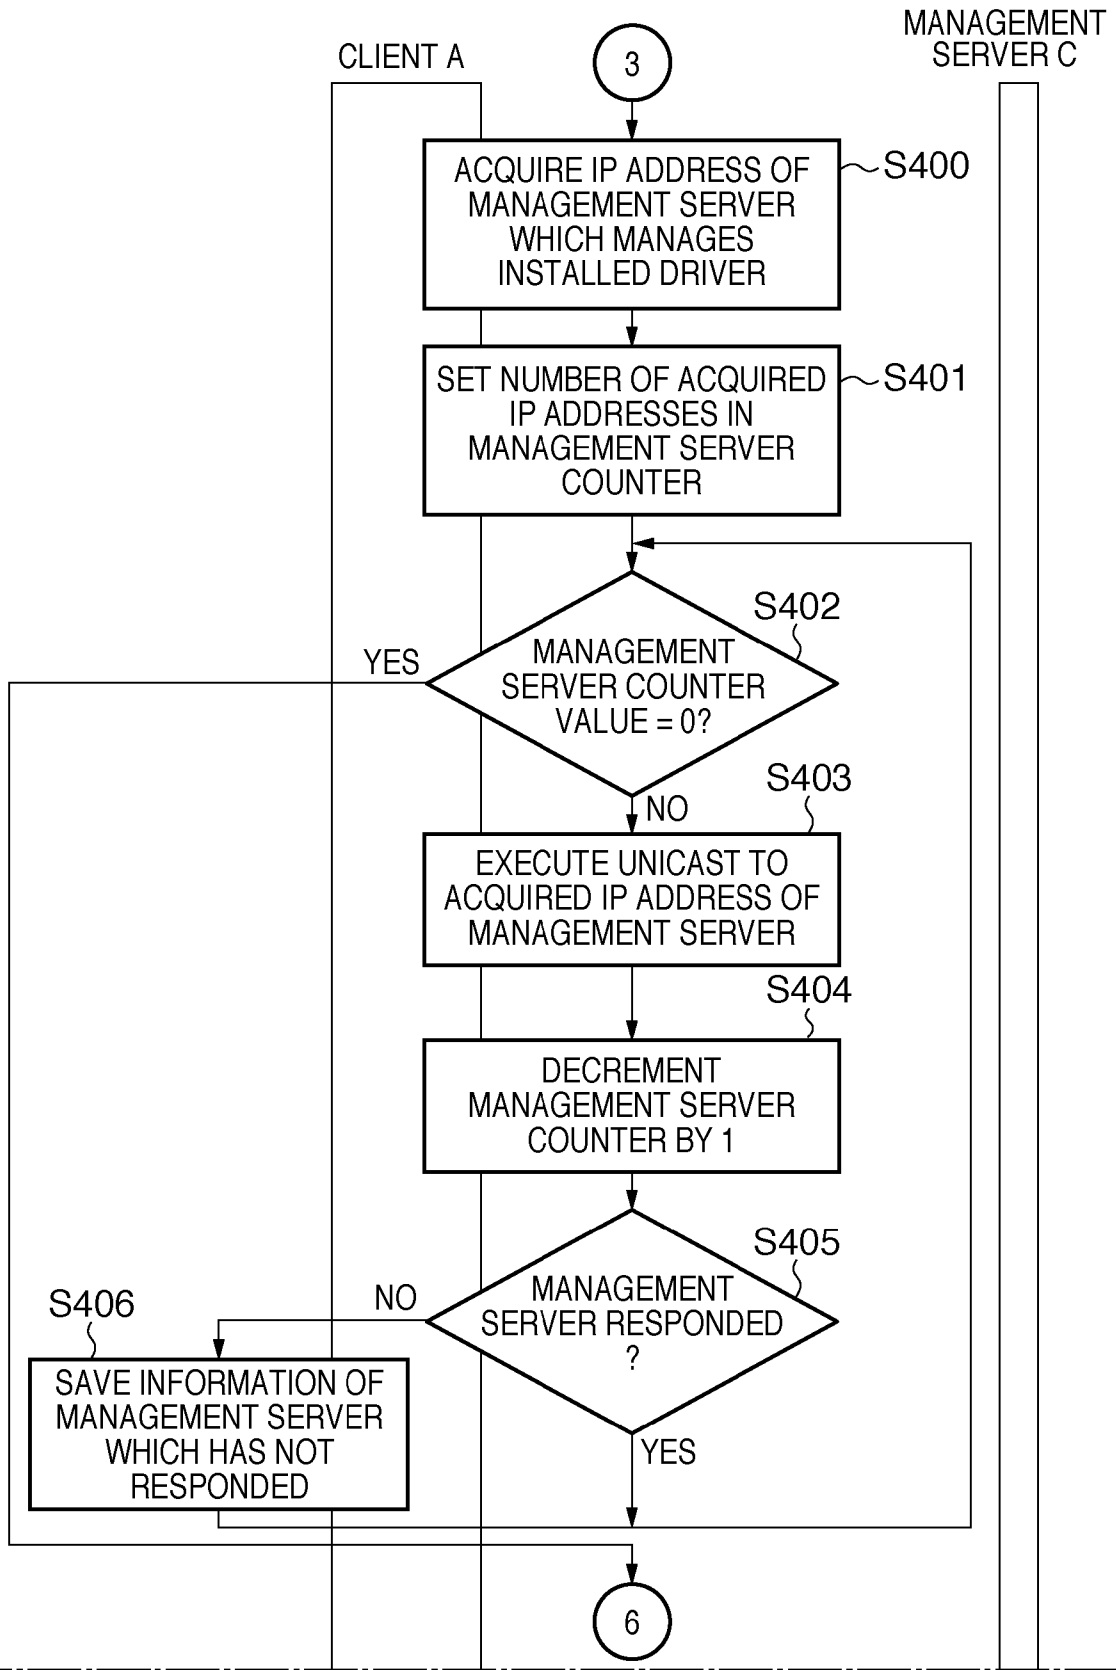 MANAGEMENT
SERVER C
CLIENT A
3
ACQUIRE IP ADDRESS OF
MANAGEMENT SERVER
WHICH MANAGES
INSTALLED DRIVER
S400
SET NUMBER OF ACQUIRED
IP ADDRESSES IN
MANAGEMENT SERVER
COUNTER
S401
S402
MANAGEMENT
SERVER COUNTER
VALUE = 0?
YES
NO
S403
EXECUTE UNICAST TO
ACQUIRED IP ADDRESS OF
MANAGEMENT SERVER
S404
DECREMENT
MANAGEMENT SERVER
COUNTER BY 1
S405
MANAGEMENT
SERVER RESPONDED
?
NO
YES
S406
SAVE INFORMATION OF
MANAGEMENT SERVER
WHICH HAS NOT
RESPONDED
6